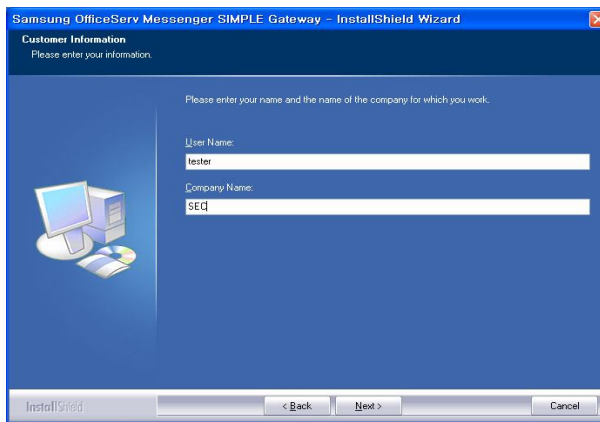 Samsung OfficeServ Messenger SIMPLE Gateway - InstallShield Wizard
Customer Information
Please enter your information.
Please enter your name and the name of the company for which you work.
User Name:
tester
Company Name:
SEC
InstallShield
< Back
Next >
Cancel